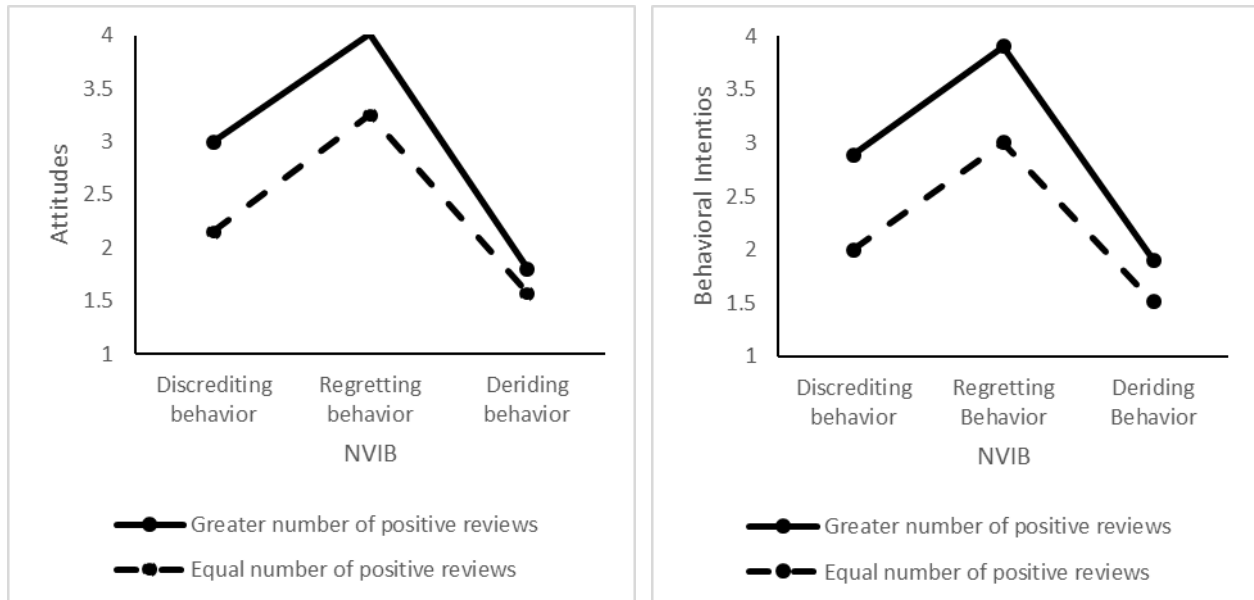 Attitudes
4
3.5
3
2.5
2
1.5
1
Discrediting behavior
Regretting behavior
Deriding behavior
NVIB
Greater number of positive reviews
Equal number of positive reviews
Behavioral Intentios
4
3.5
3
2.5
2
1.5
1
Discrediting behavior
Regretting Behavior
Deriding Behavior
NVIB
Greater number of positive reviews
Equal number of positive reviews